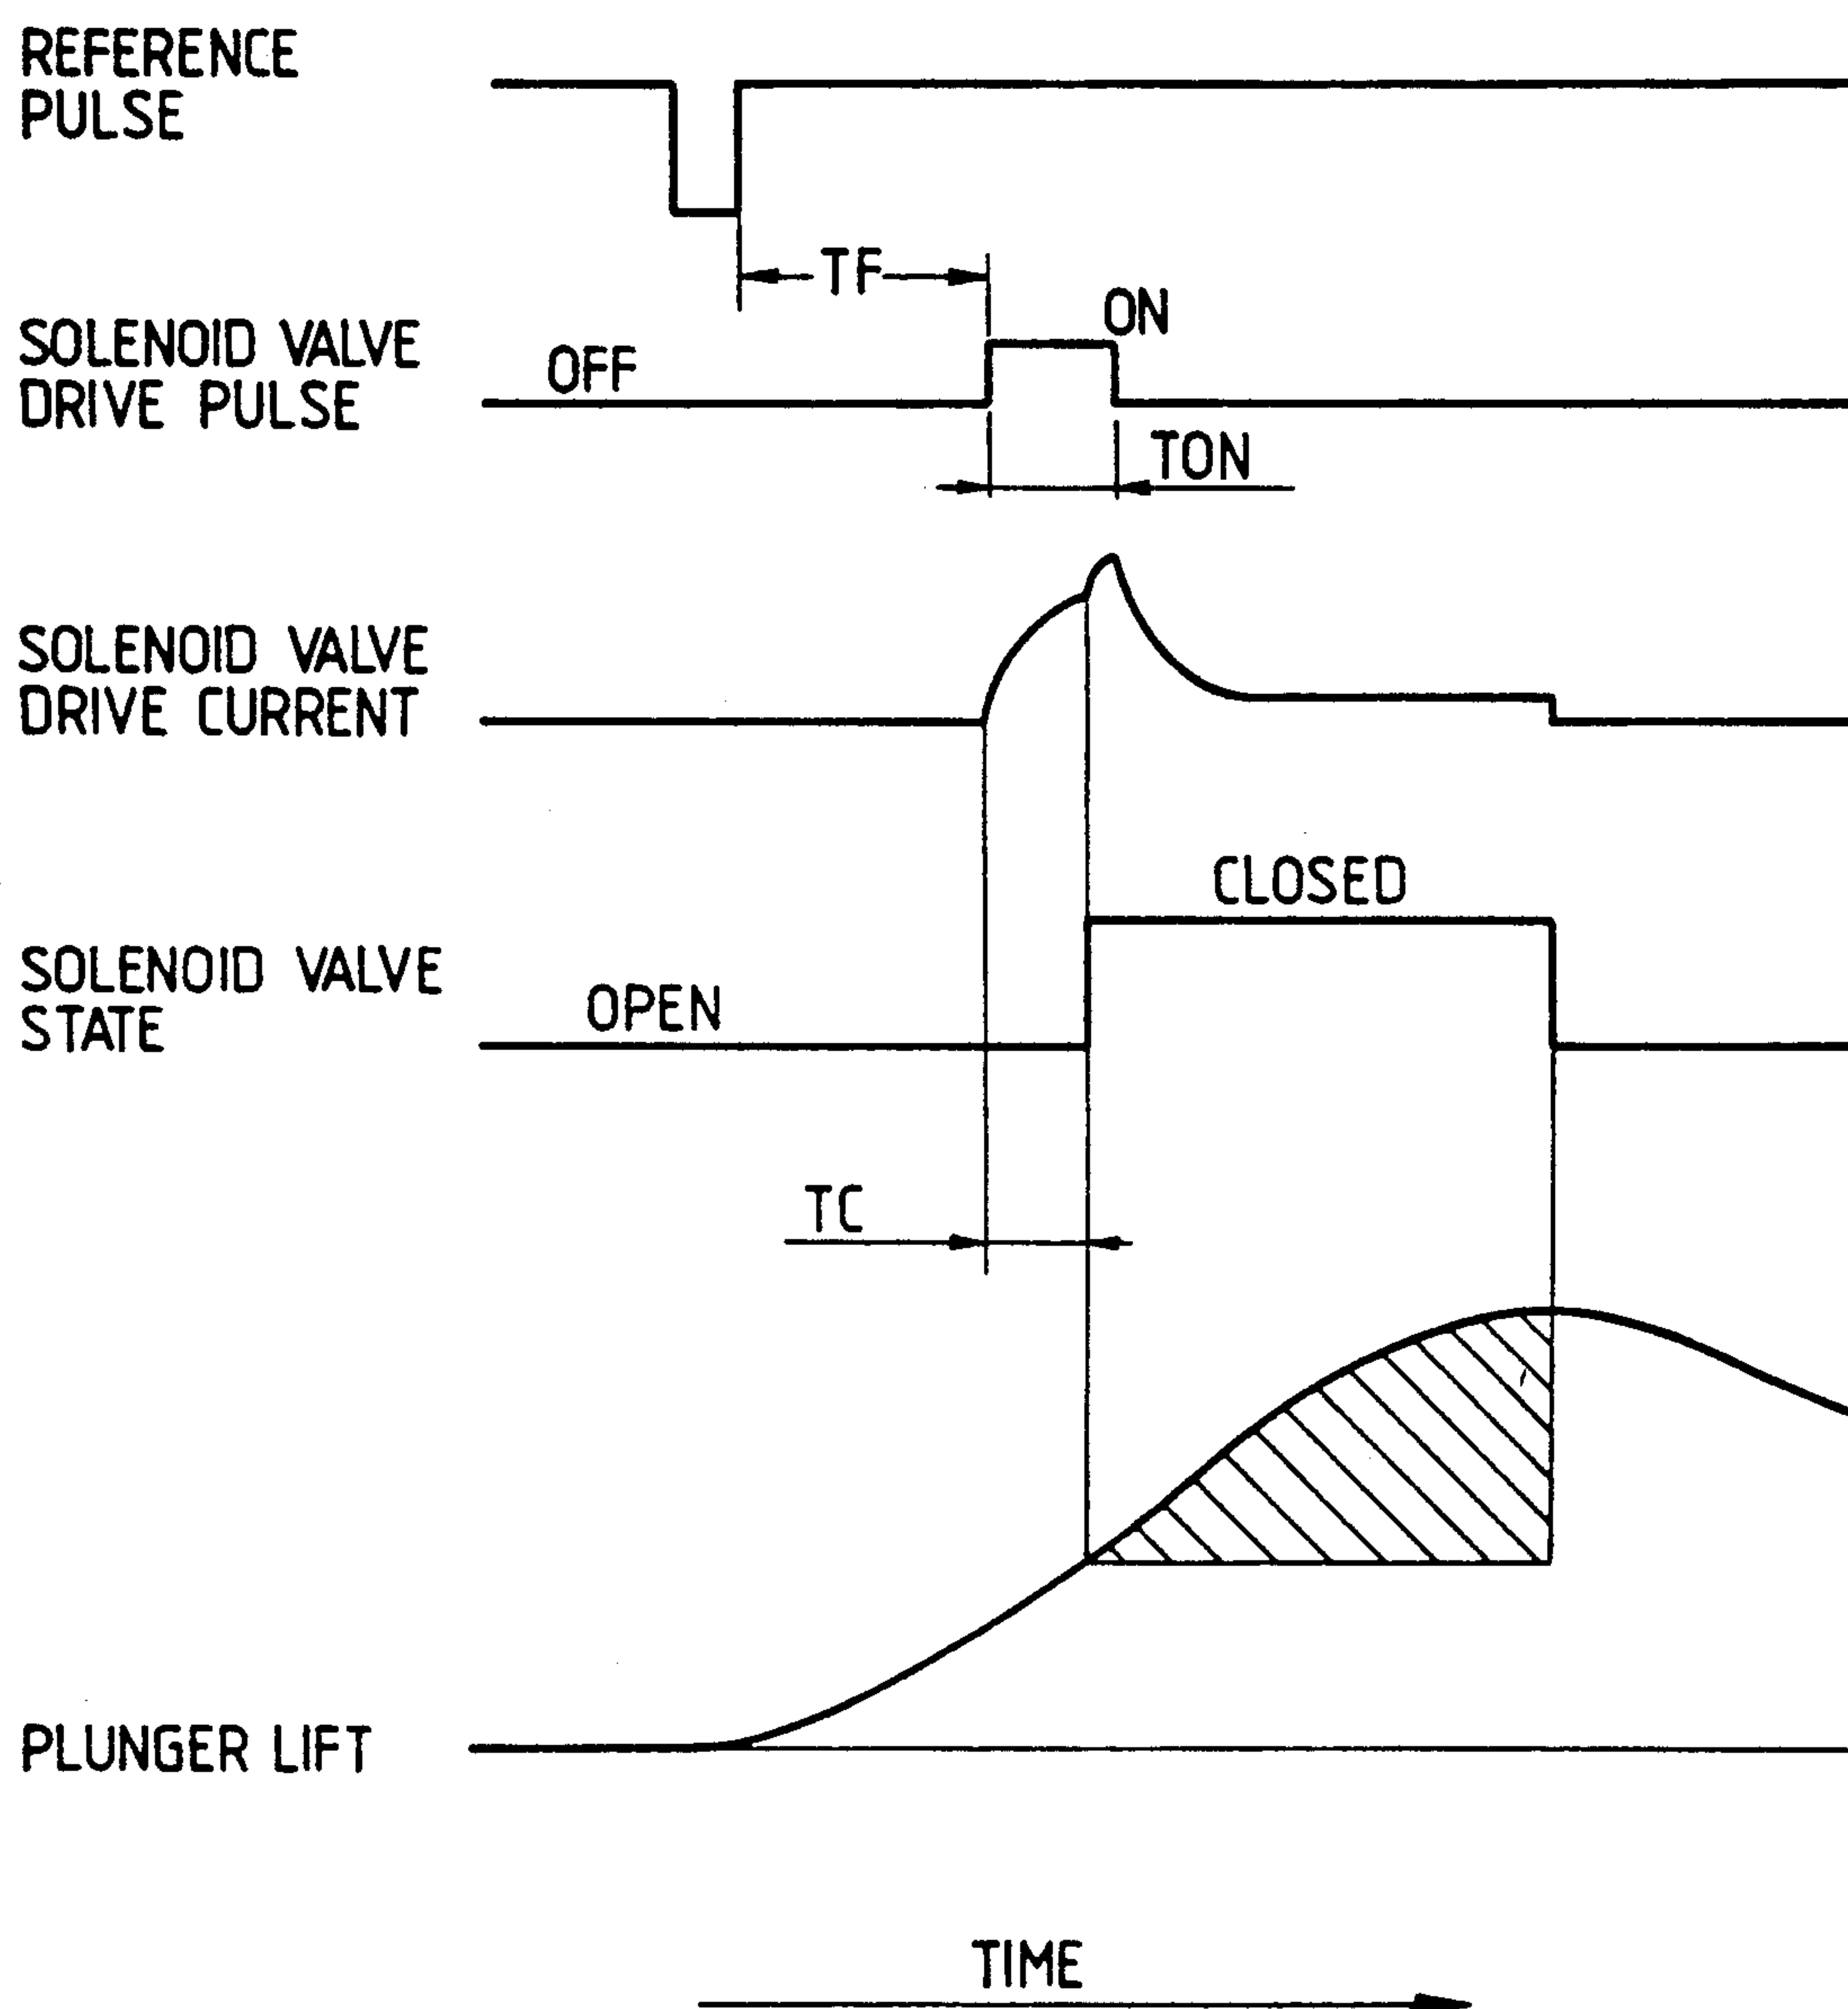 REFERENCE
PULSE
TF
ON
SOLENOID VALVE
DRIVE PULSE
OFF
TON
SOLENOID VALVE
DRIVE CURRENT
CLOSED
SOLENOID VALVE
STATE
OPEN
TC
PLUNGER LIFT
TIME